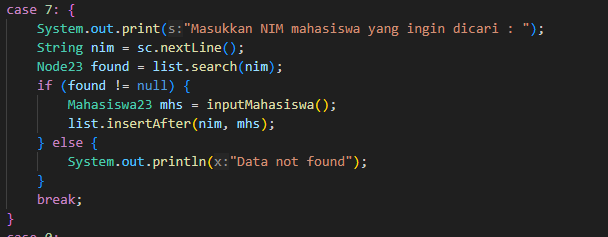 case 7: {
    System.out.print(s:"Masukkan NIM mahasiswa yang ingin dicari : ");
    String nim = sc.nextLine();
    Node23 found = list.search(nim);
    if (found != null) {
        Mahasiswa23 mhs = inputMahasiswa();
        list.insertAfter(nim, mhs);
    } else {
        System.out.println(x:"Data not found");
    }
    break;
}